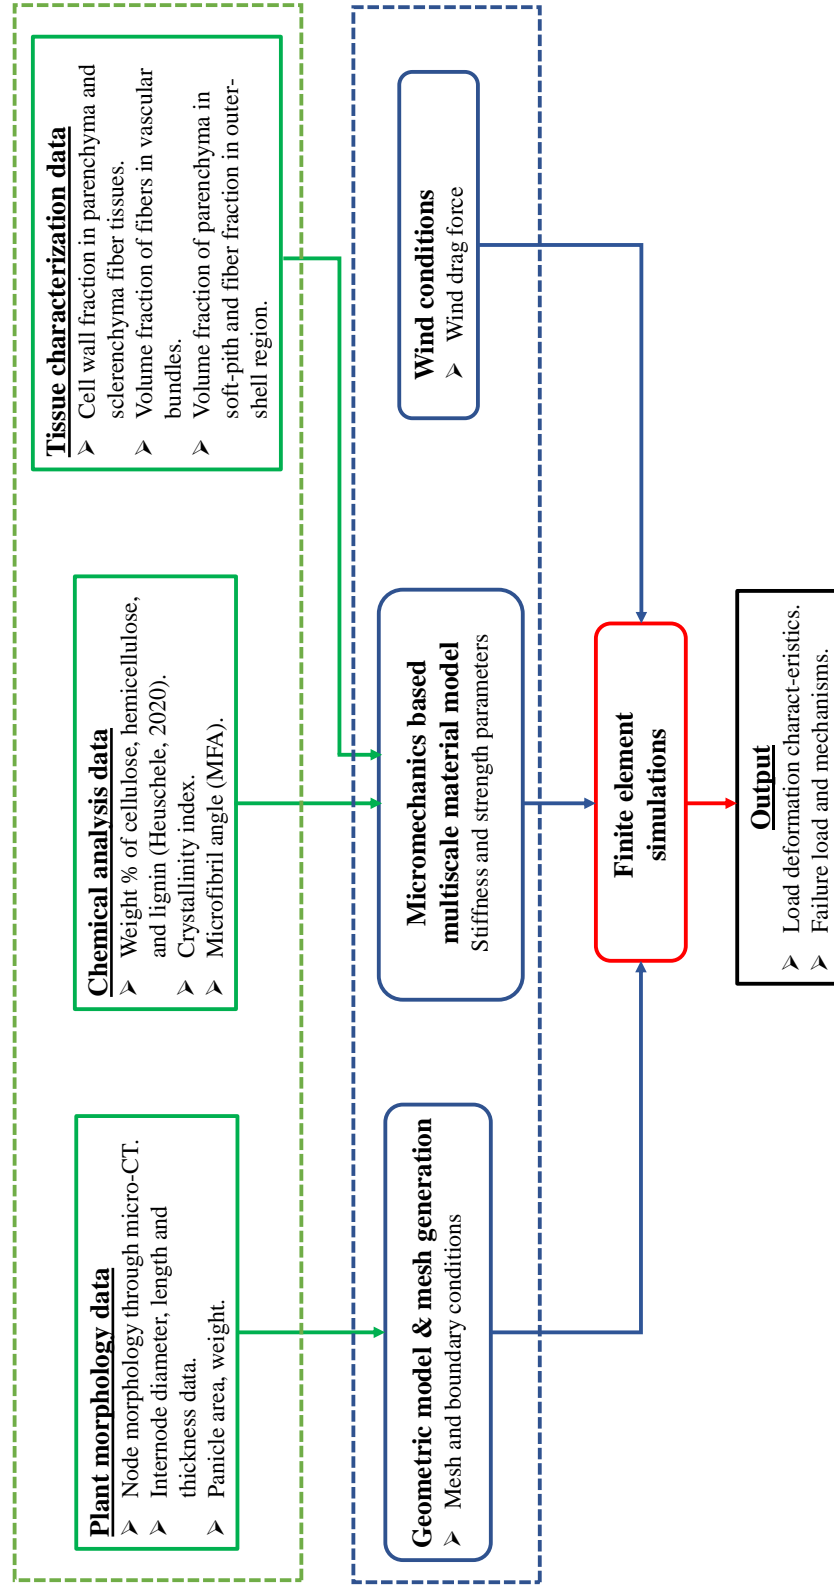 Plant morphology data
➢ Node morphology through micro-CT.
➢ Internode diameter, length and
thickness data.
➢ Panicle area, weight.
Chemical analysis data
➢ Weight % of cellulose, hemicellulose,
and lignin (Heuschele, 2020).
➢ Crystallinity index.
➢ Microfibril angle (MFA).
Tissue characterization data
➢ Cell wall fraction in parenchyma and
sclerenchyma fiber tissues.
➢ Volume fraction of fibers in vascular
bundles.
➢ Volume fraction of parenchyma in
soft-pith and fiber fraction in outer-
shell region.
Geometric model & mesh generation
➢ Mesh and boundary conditions
Micromechanics based
multiscale material model
Stiffness and strength parameters
Wind conditions
➢ Wind drag force
Finite element
simulations
Output
➢ Load deformation charact-eristics.
➢ Failure load and mechanisms.